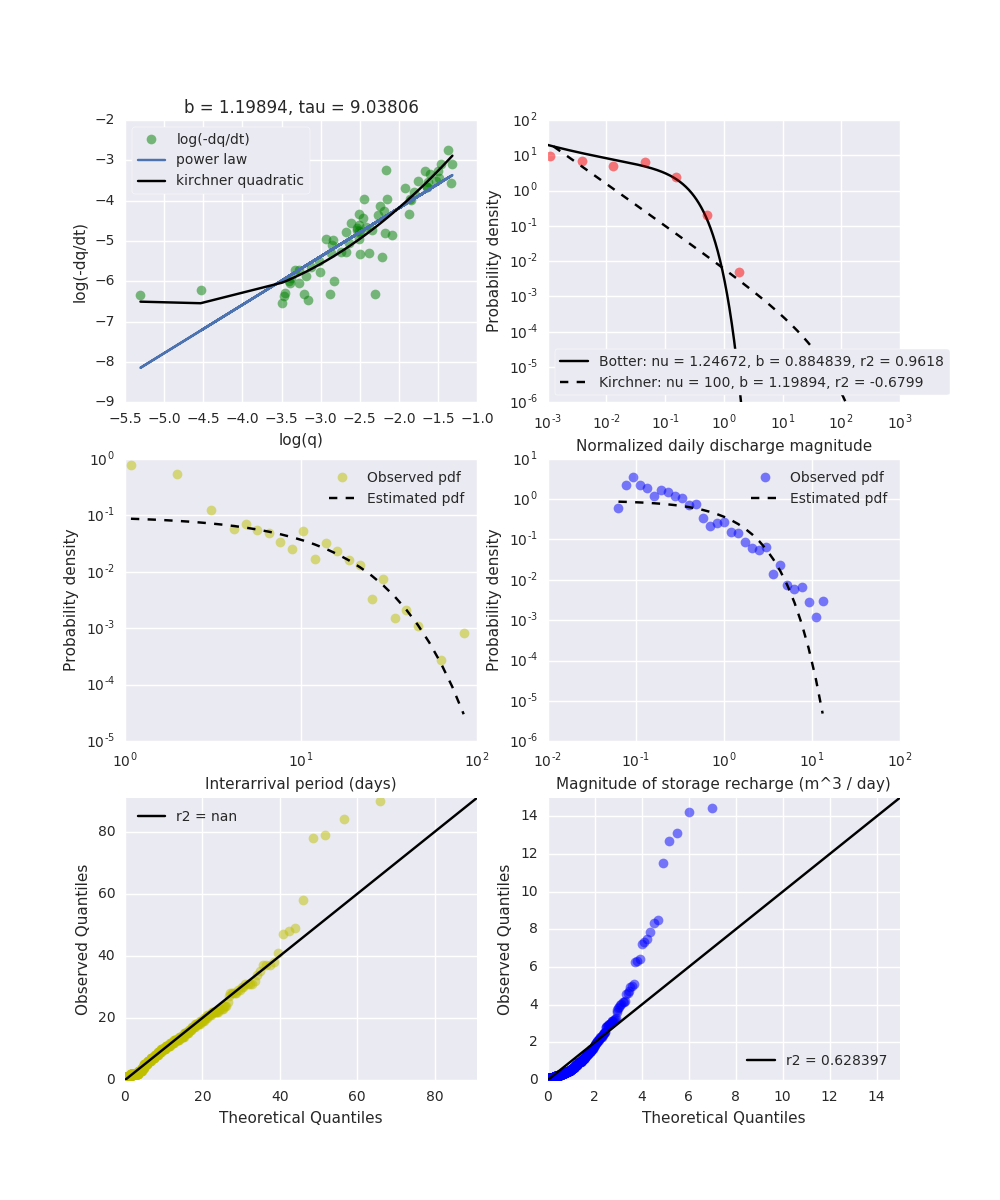 b = 1.19894, tau = 9.03806
−2
−3
−4
−5
−6
−7
−8
−9
log(-dq/dt)
log(-dq/dt)
power law
kirchner quadratic
−5.5 −5.0 −4.5 −4.0 −3.5 −3.0 −2.5 −2.0 −1.5 −1.0
log(q)
10^2
10^1
10^0
10^-1
10^-2
10^-3
10^-4
10^-5
10^-6
Probability density
Botter: nu = 1.24672, b = 0.884839, r2 = 0.9618
Kirchner: nu = 100, b = 1.19894, r2 = -0.6799
10^-3 10^-2 10^-1 10^0 10^1 10^2 10^3
Normalized daily discharge magnitude
10^0
10^-1
10^-2
10^-3
10^-4
10^-5
Probability density
Observed pdf
Estimated pdf
10^0 10^1 10^2
Interarrival period (days)
10^1
10^0
10^-1
10^-2
10^-3
10^-4
10^-5
10^-6
Probability density
Observed pdf
Estimated pdf
10^-2 10^-1 10^0 10^1 10^2
Magnitude of storage recharge (m^3 / day)
80
60
40
20
0
Observed Quantiles
r2 = nan
0 20 40 60 80
Theoretical Quantiles
14
12
10
8
6
4
2
0
Observed Quantiles
r2 = 0.628397
0 2 4 6 8 10 12 14
Theoretical Quantiles